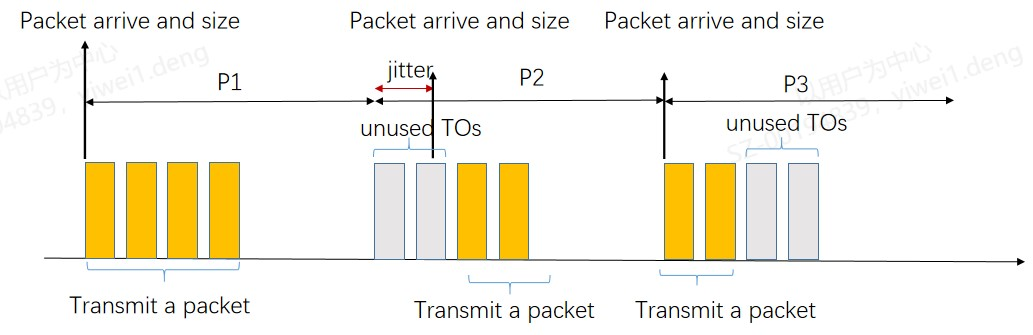 Packet arrive and size Packet arrive and size Packet arrive and size
jitter
P1 P2 P3
unused TOs unused TOs
Transmit a packet Transmit a packet Transmit a packet